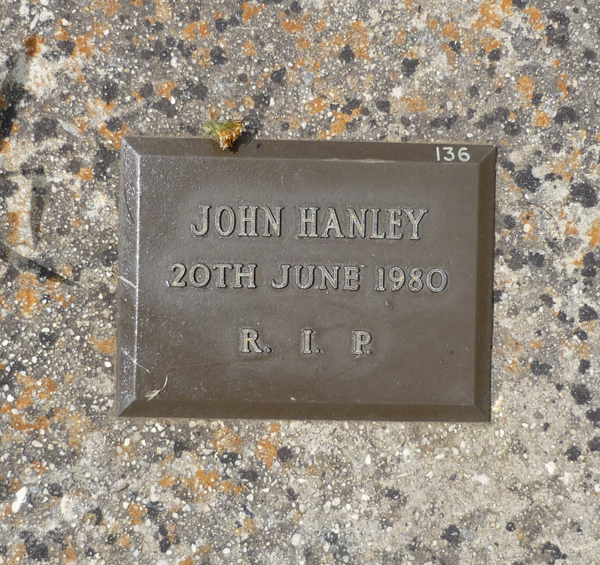 136
JOHN HANLEY
20TH JUNE 1980
R. I. P.